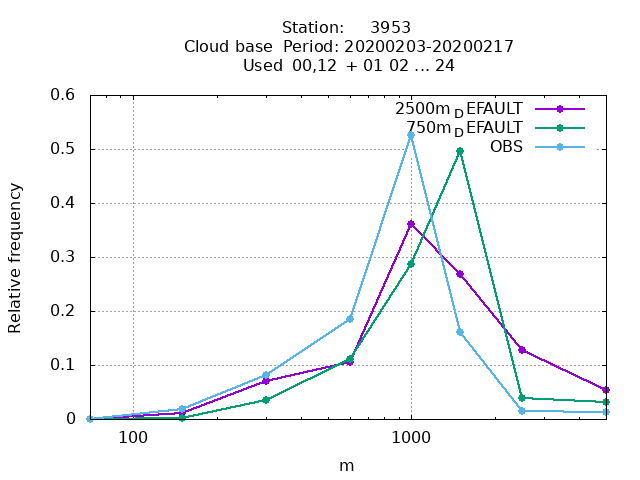 Station: 3953
Cloud base Period: 20200203-20200217
Used 00,12 + 01 02 ... 24
2500m_DEFAULT
750m_DEFAULT
OBS
Relative frequency
0.6
0.5
0.4
0.3
0.2
0.1
0
100
1000
m